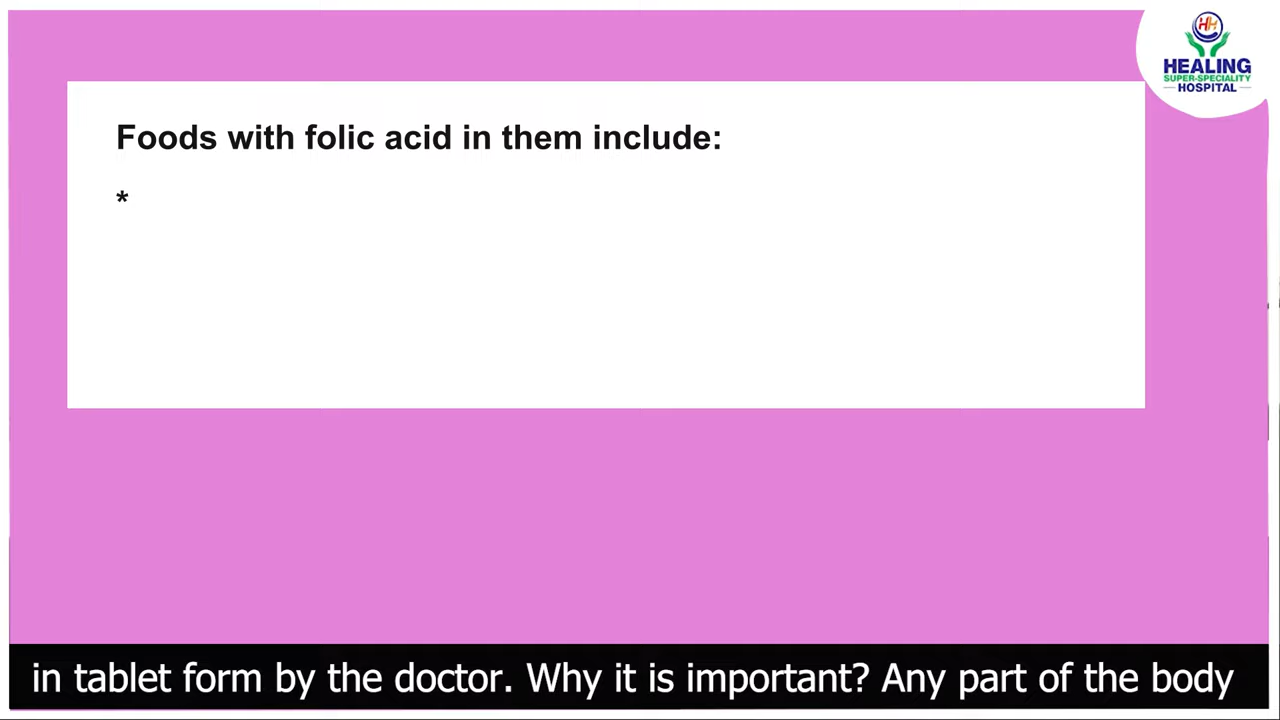 HH
HEALING
SUPER-SPECIALITY
HOSPITAL
Foods with folic acid in them include:
*
in tablet form by the doctor. Why it is important? Any part of the body